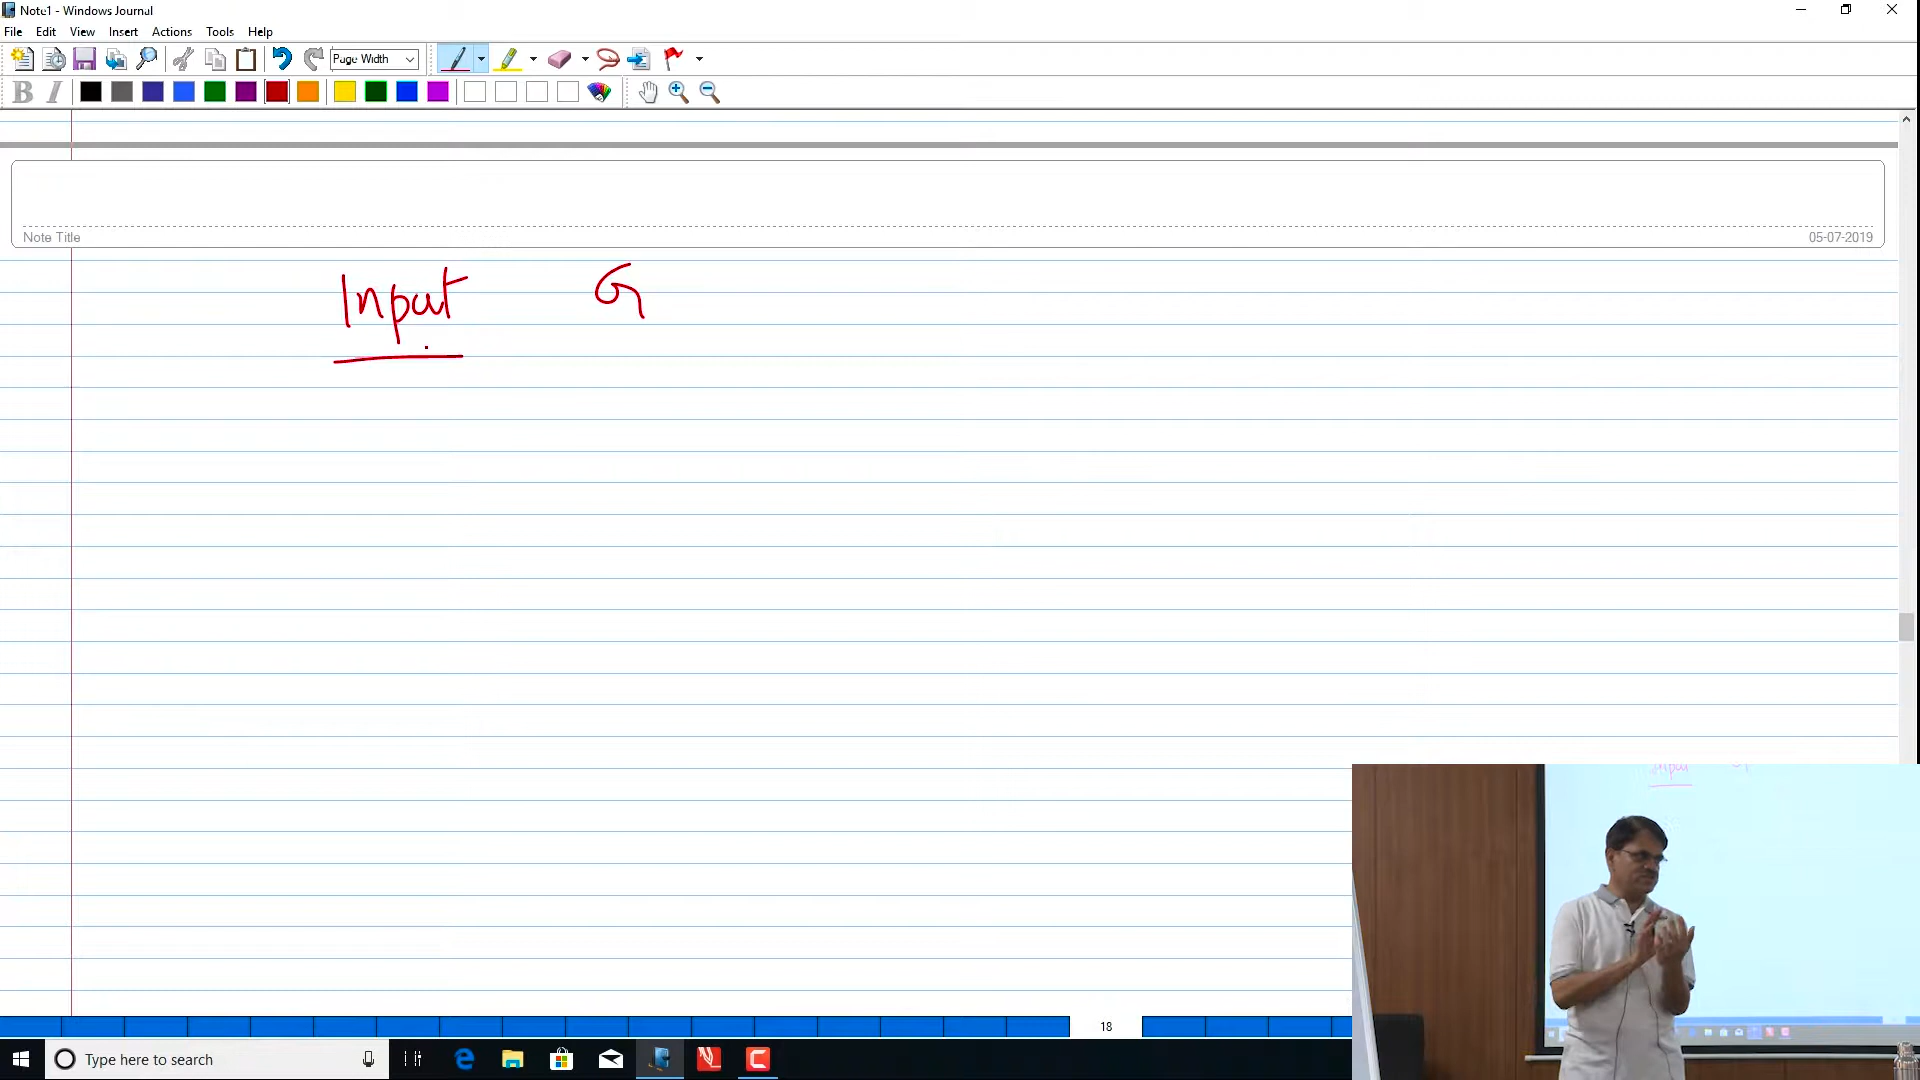 Note1 - Windows Journal
File Edit View Insert Actions Tools Help
Page Width
B I
Note Title
05-07-2019
Input G
18
Type here to search
Input